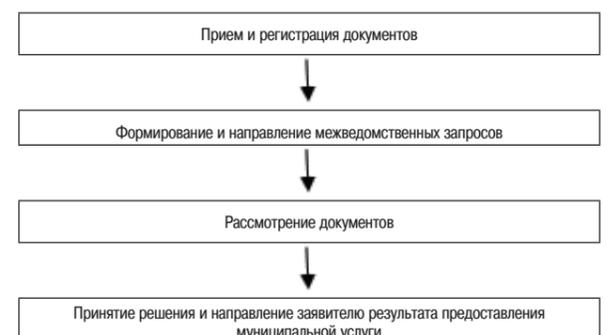 Прием и регистрация документов
Формирование и направление межведомственных запросов
Рассмотрение документов
Принятие решения и направление заявителю результата предоставления
муниципальной услуги